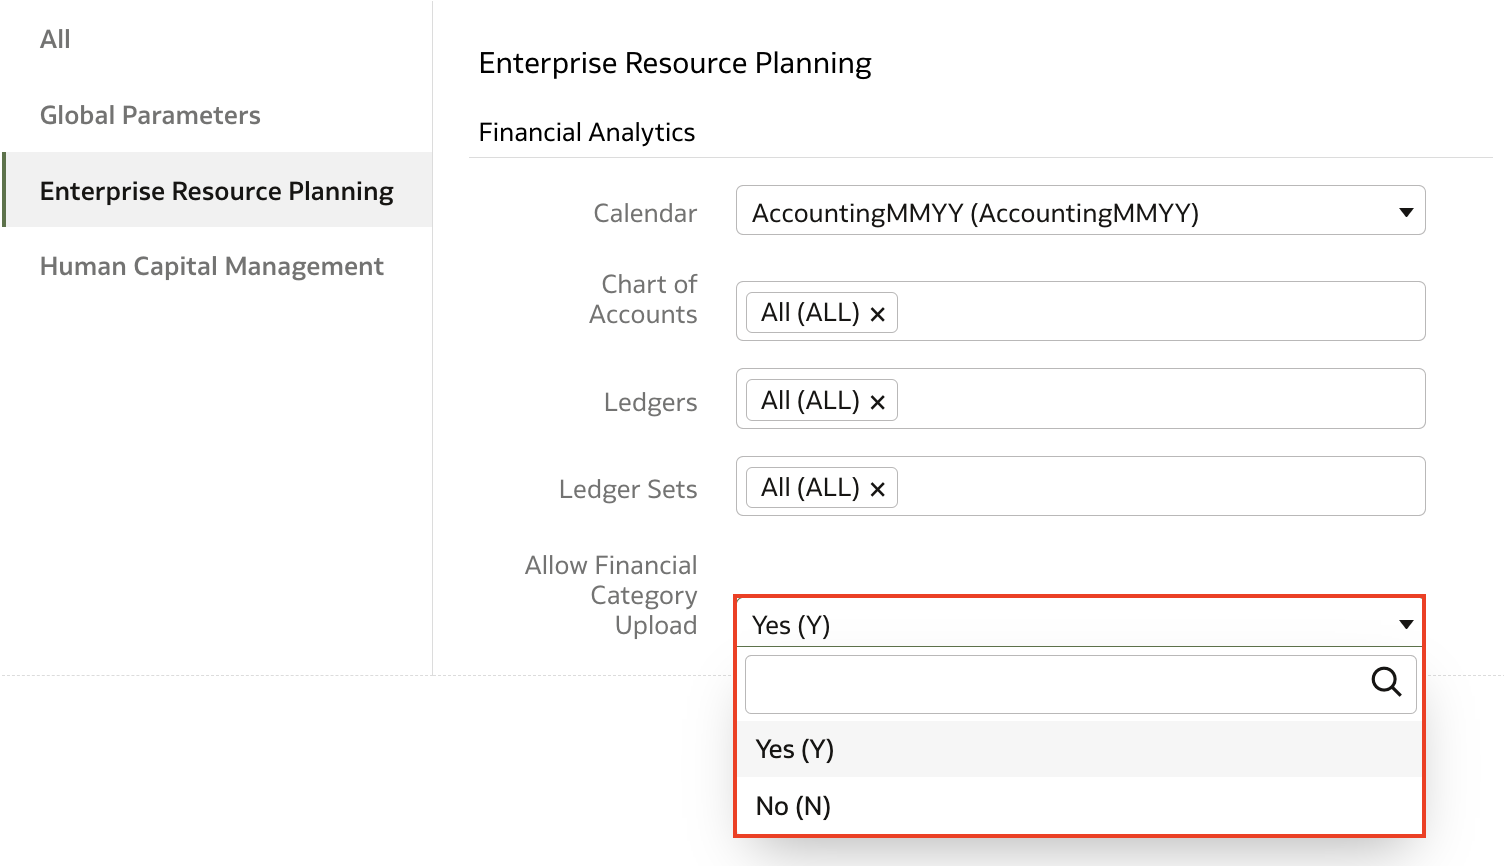 All
Global Parameters
Enterprise Resource Planning
Human Capital Management
Enterprise Resource Planning
Financial Analytics
Calendar
AccountingMMYY (AccountingMMYY)
Chart of
Accounts
All (ALL) ×
Ledgers
All (ALL) ×
Ledger Sets
All (ALL) ×
Allow Financial
Category
Upload
Yes (Y)
Yes (Y)
No (N)